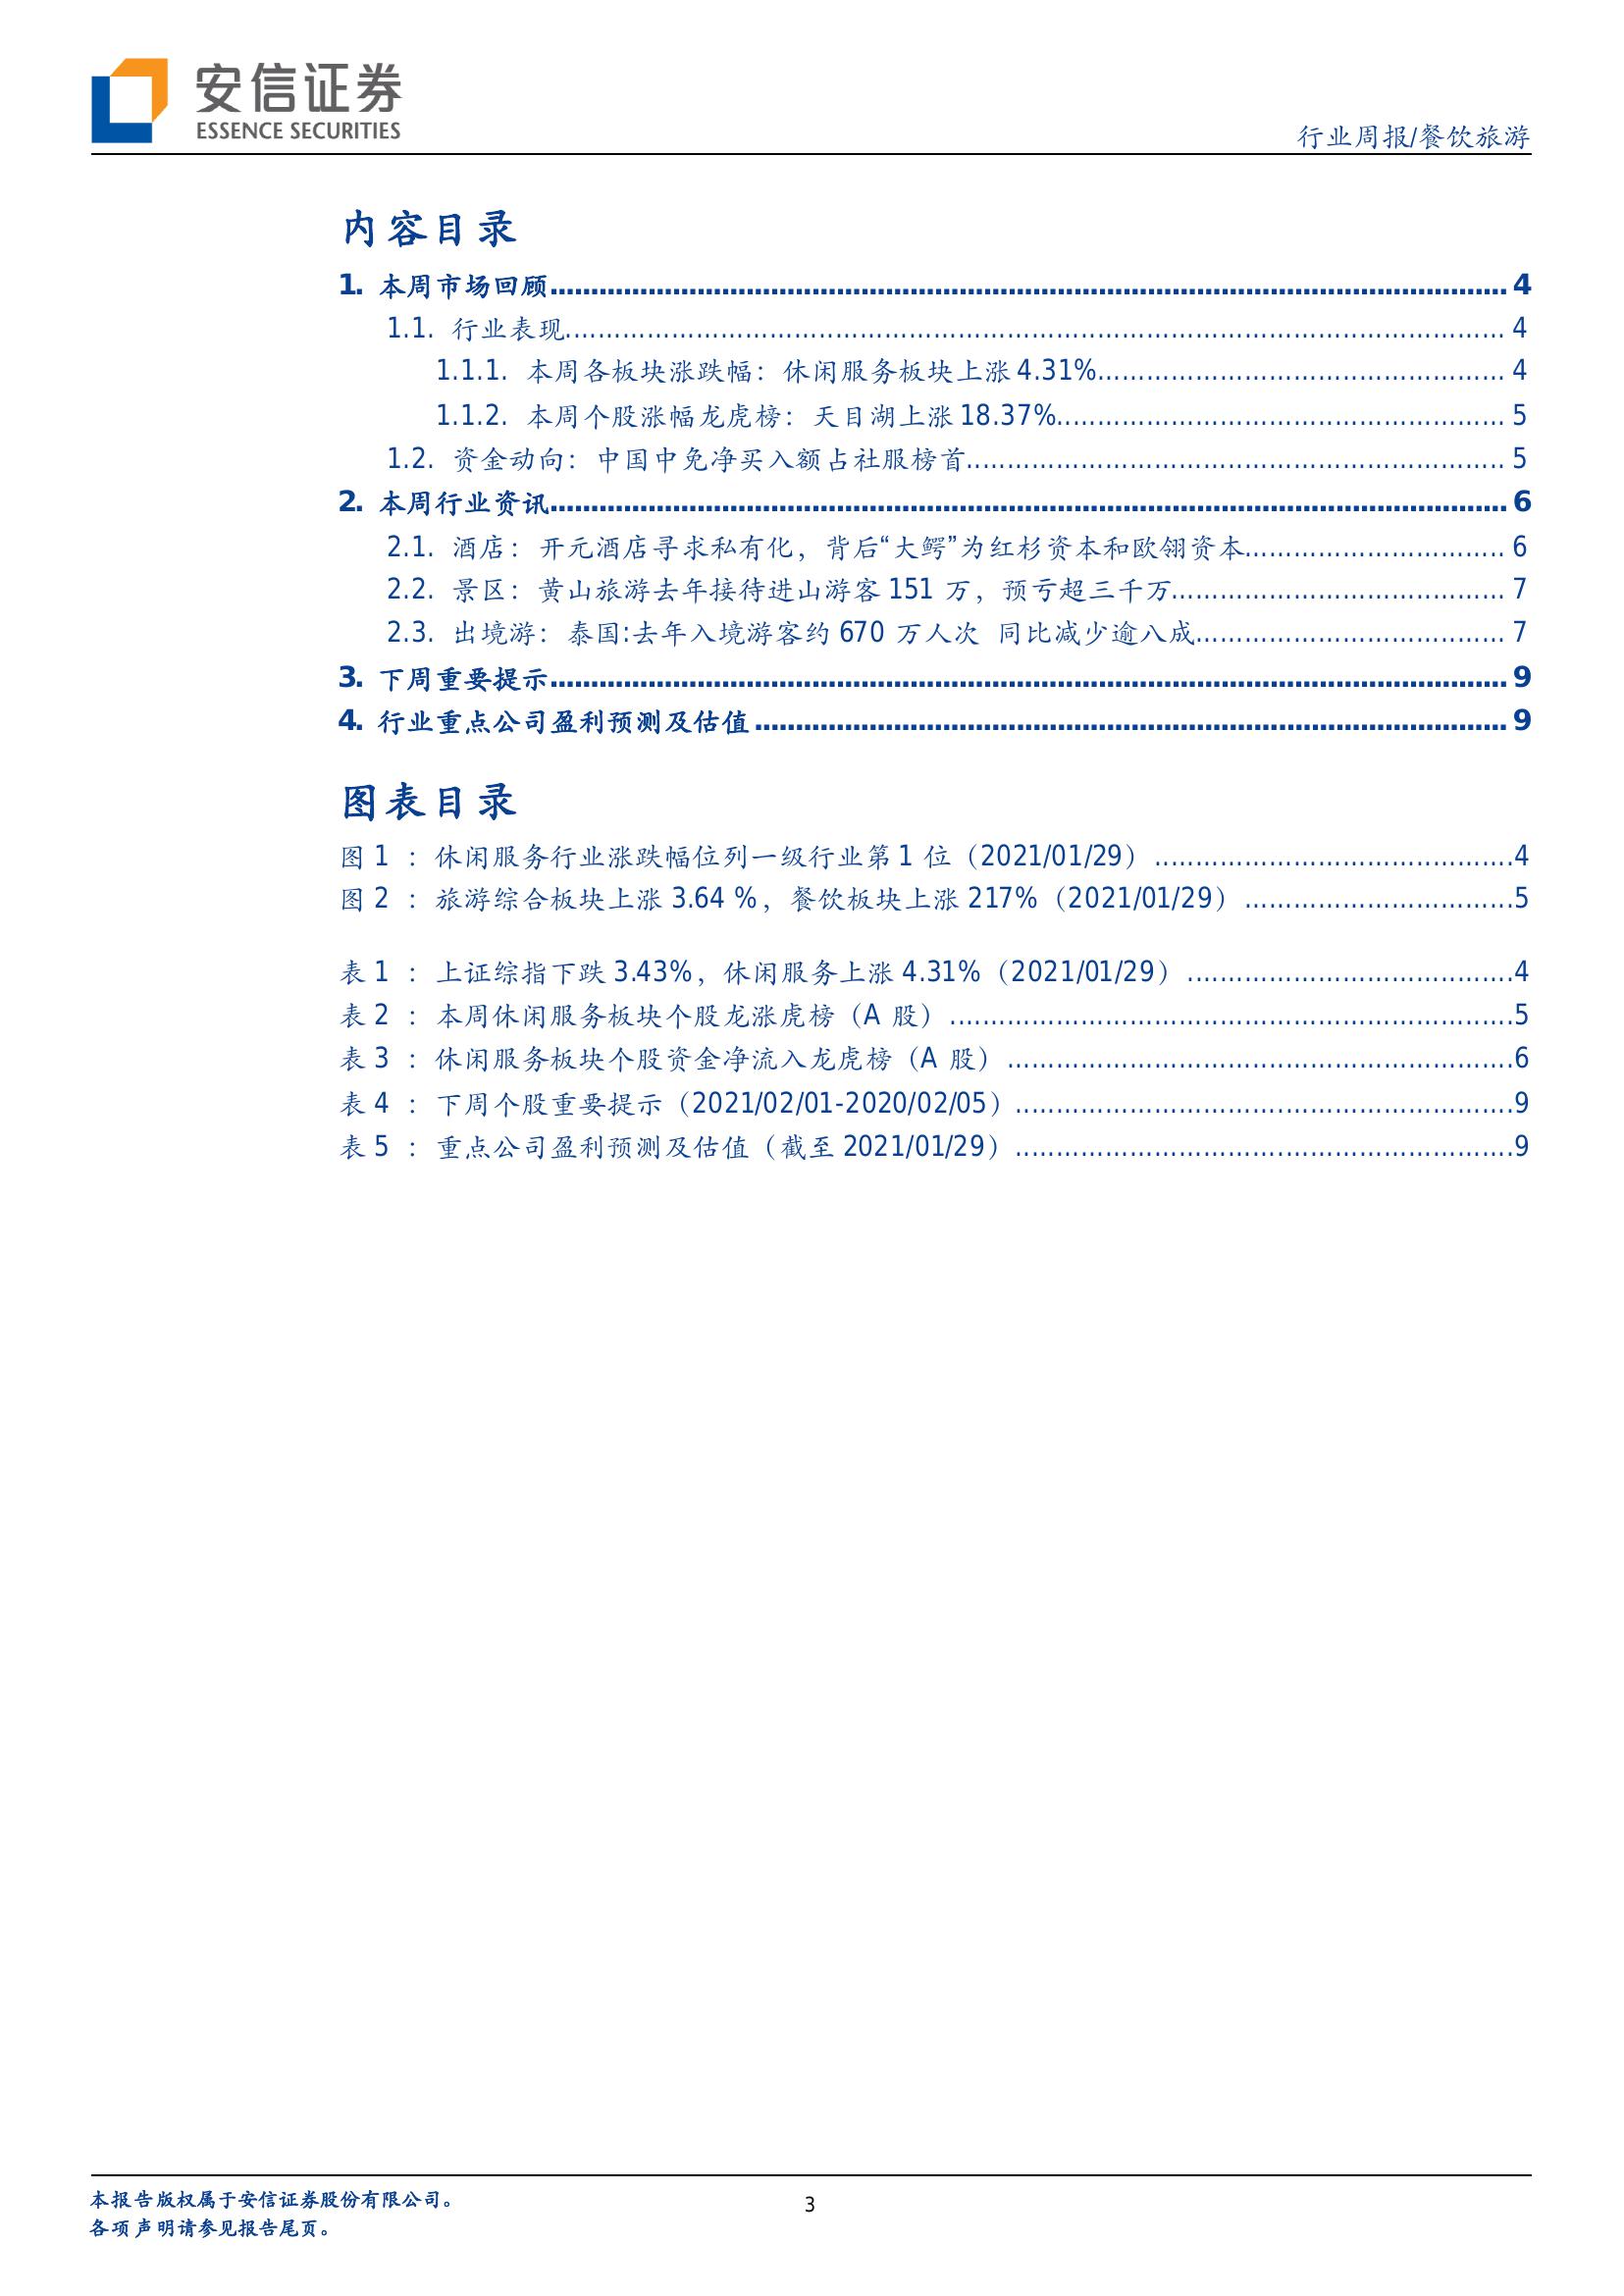 安信证券
ESSENCE SECURITIES
行业周报/餐饮旅游
内容目录
1. 本周市场回顾 4
1.1. 行业表现 4
1.1.1. 本周各板块涨跌幅：休闲服务板块上涨 4.31% 4
1.1.2. 本周个股涨幅龙虎榜：天目湖上涨 18.37% 5
1.2. 资金动向：中国中免净买入额占社服榜首 5
2. 本周行业资讯 6
2.1. 酒店：开元酒店寻求私有化，背后“大鳄”为红杉资本和欧翎资本 6
2.2. 景区：黄山旅游去年接待进山游客 151 万，预亏超三千万 7
2.3. 出境游：泰国:去年入境游客约 670 万人次 同比减少逾八成 7
3. 下周重要提示 9
4. 行业重点公司盈利预测及估值 9
图表目录
图 1 ：休闲服务行业涨跌幅位列一级行业第 1 位（2021/01/29） 4
图 2 ：旅游综合板块上涨 3.64 %，餐饮板块上涨 217%（2021/01/29） 5
表 1 ：上证综指下跌 3.43%，休闲服务上涨 4.31%（2021/01/29） 4
表 2 ：本周休闲服务板块个股龙涨虎榜（A 股） 5
表 3 ：休闲服务板块个股资金净流入龙虎榜（A 股） 6
表 4 ：下周个股重要提示（2021/02/01-2020/02/05） 9
表 5 ：重点公司盈利预测及估值（截至 2021/01/29） 9
本报告版权属于安信证券股份有限公司。
各项声明请参见报告尾页。
3